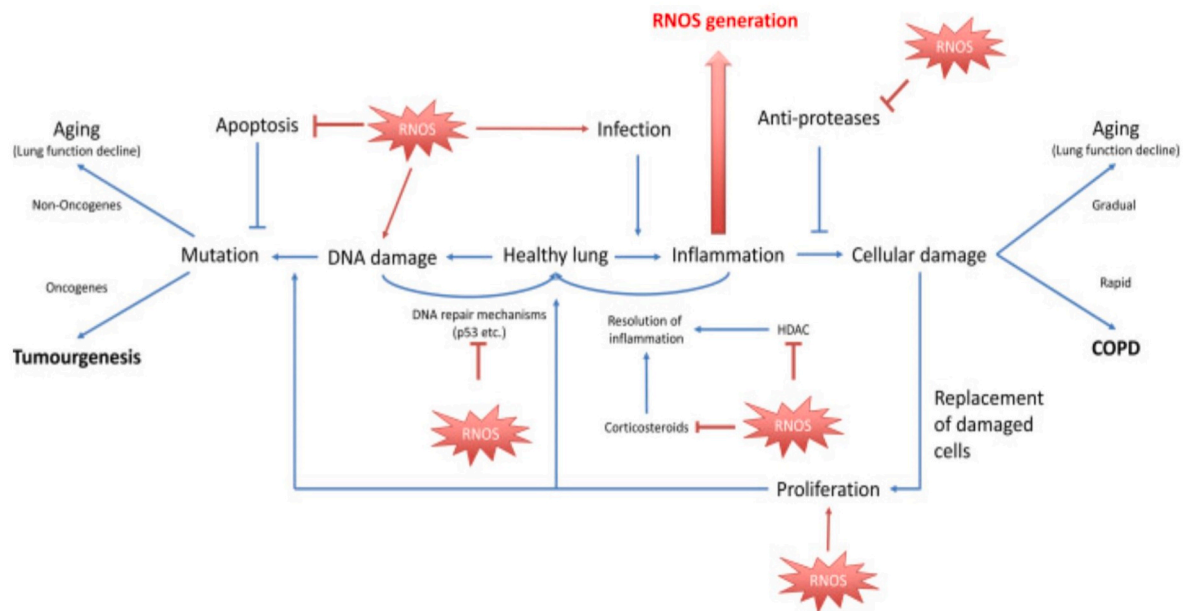 RNOS generation
RNOS
Aging
(Lung function decline)
Apoptosis
RNOS
Infection
Anti-proteases
Aging
(Lung function decline)
Non-Oncogenes
Gradual
Mutation
DNA damage
Healthy lung
Inflammation
Cellular damage
Oncogenes
Rapid
DNA repair mechanisms
(p53 etc.)
Resolution of
inflammation
HDAC
Tumourgenesis
COPD
RNOS
Corticosteroids
RNOS
Replacement
of damaged
cells
Proliferation
RNOS